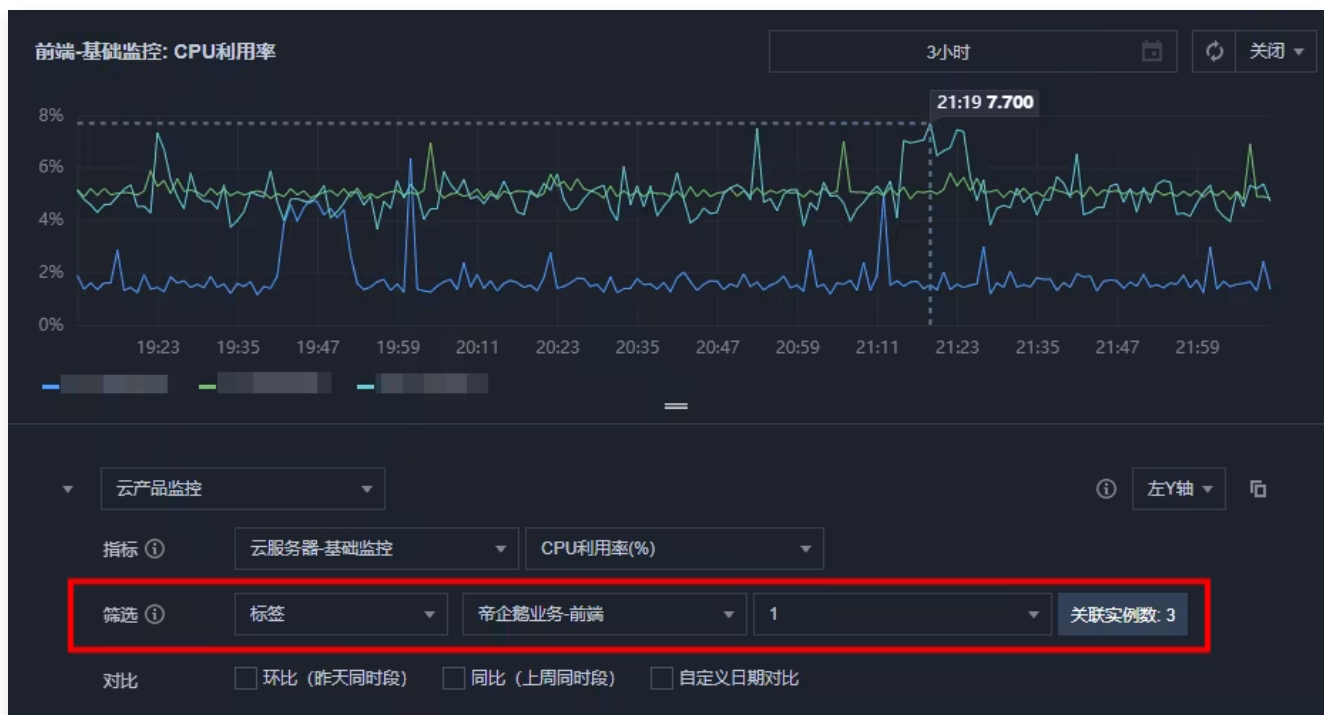 前端-基础监控: CPU利用率
3小时
关闭
21:19 7.700
8%
6%
4%
2%
0%
19:23 19:35 19:47 19:59 20:11 20:23 20:35 20:47 20:59 21:11 21:23 21:35 21:47 21:59
云产品监控
左Y轴
指标 云服务器-基础监控 CPU利用率(%)
筛选 标签 帝企鹅业务-前端 1 关联实例数: 3
对比 环比（昨天同时段） 同比（上周同时段） 自定义日期对比